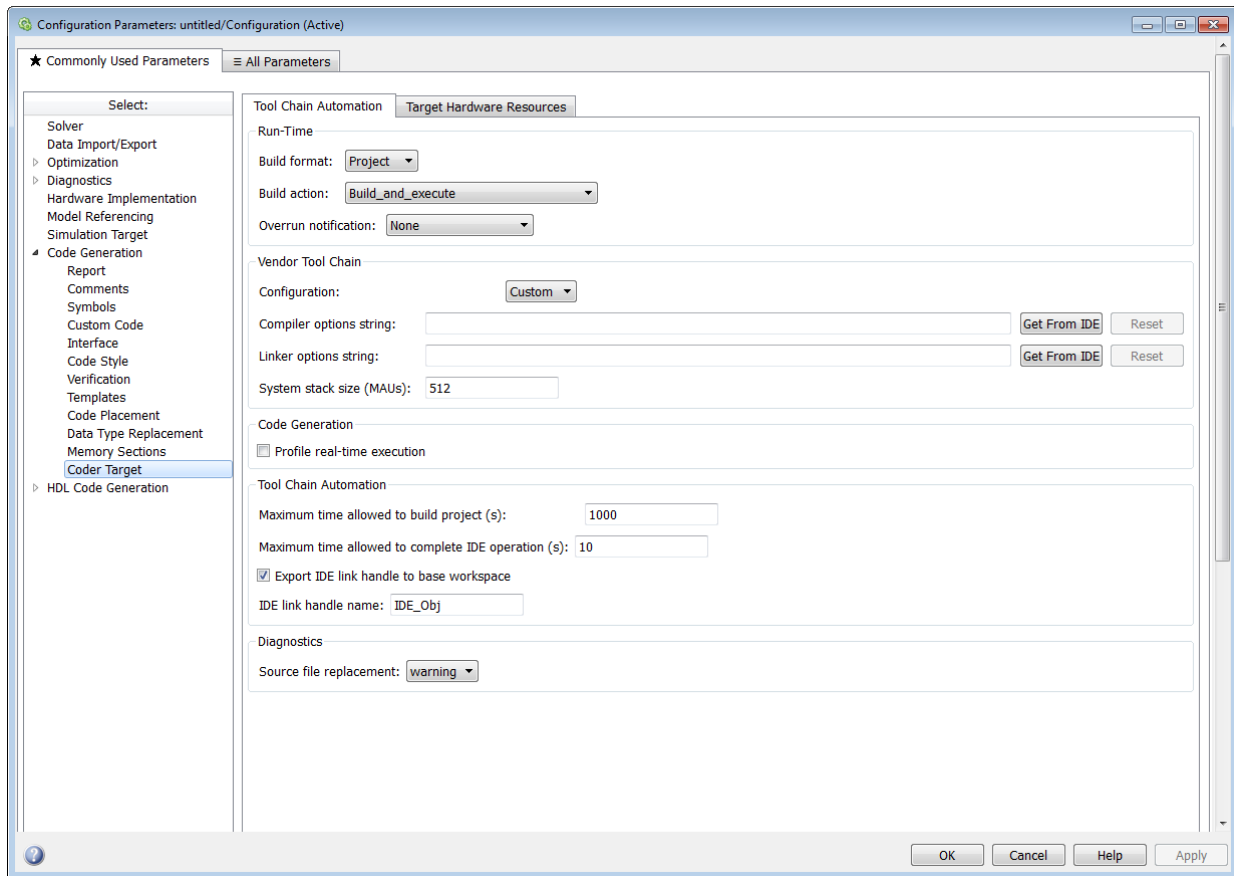 Configuration Parameters: untitled/Configuration (Active)
★ Commonly Used Parameters
≡ All Parameters
Select:
Solver
Data Import/Export
Optimization
Diagnostics
Hardware Implementation
Model Referencing
Simulation Target
Code Generation
Report
Comments
Symbols
Custom Code
Interface
Code Style
Verification
Templates
Code Placement
Data Type Replacement
Memory Sections
Coder Target
HDL Code Generation
Tool Chain Automation
Target Hardware Resources
Run-Time
Build format: Project
Build action: Build_and_execute
Overrun notification: None
Vendor Tool Chain
Configuration: Custom
Compiler options string: Get From IDE Reset
Linker options string: Get From IDE Reset
System stack size (MAUs): 512
Code Generation
Profile real-time execution
Tool Chain Automation
Maximum time allowed to build project (s): 1000
Maximum time allowed to complete IDE operation (s): 10
Export IDE link handle to base workspace
IDE link handle name: IDE_Obj
Diagnostics
Source file replacement: warning
? OK Cancel Help Apply